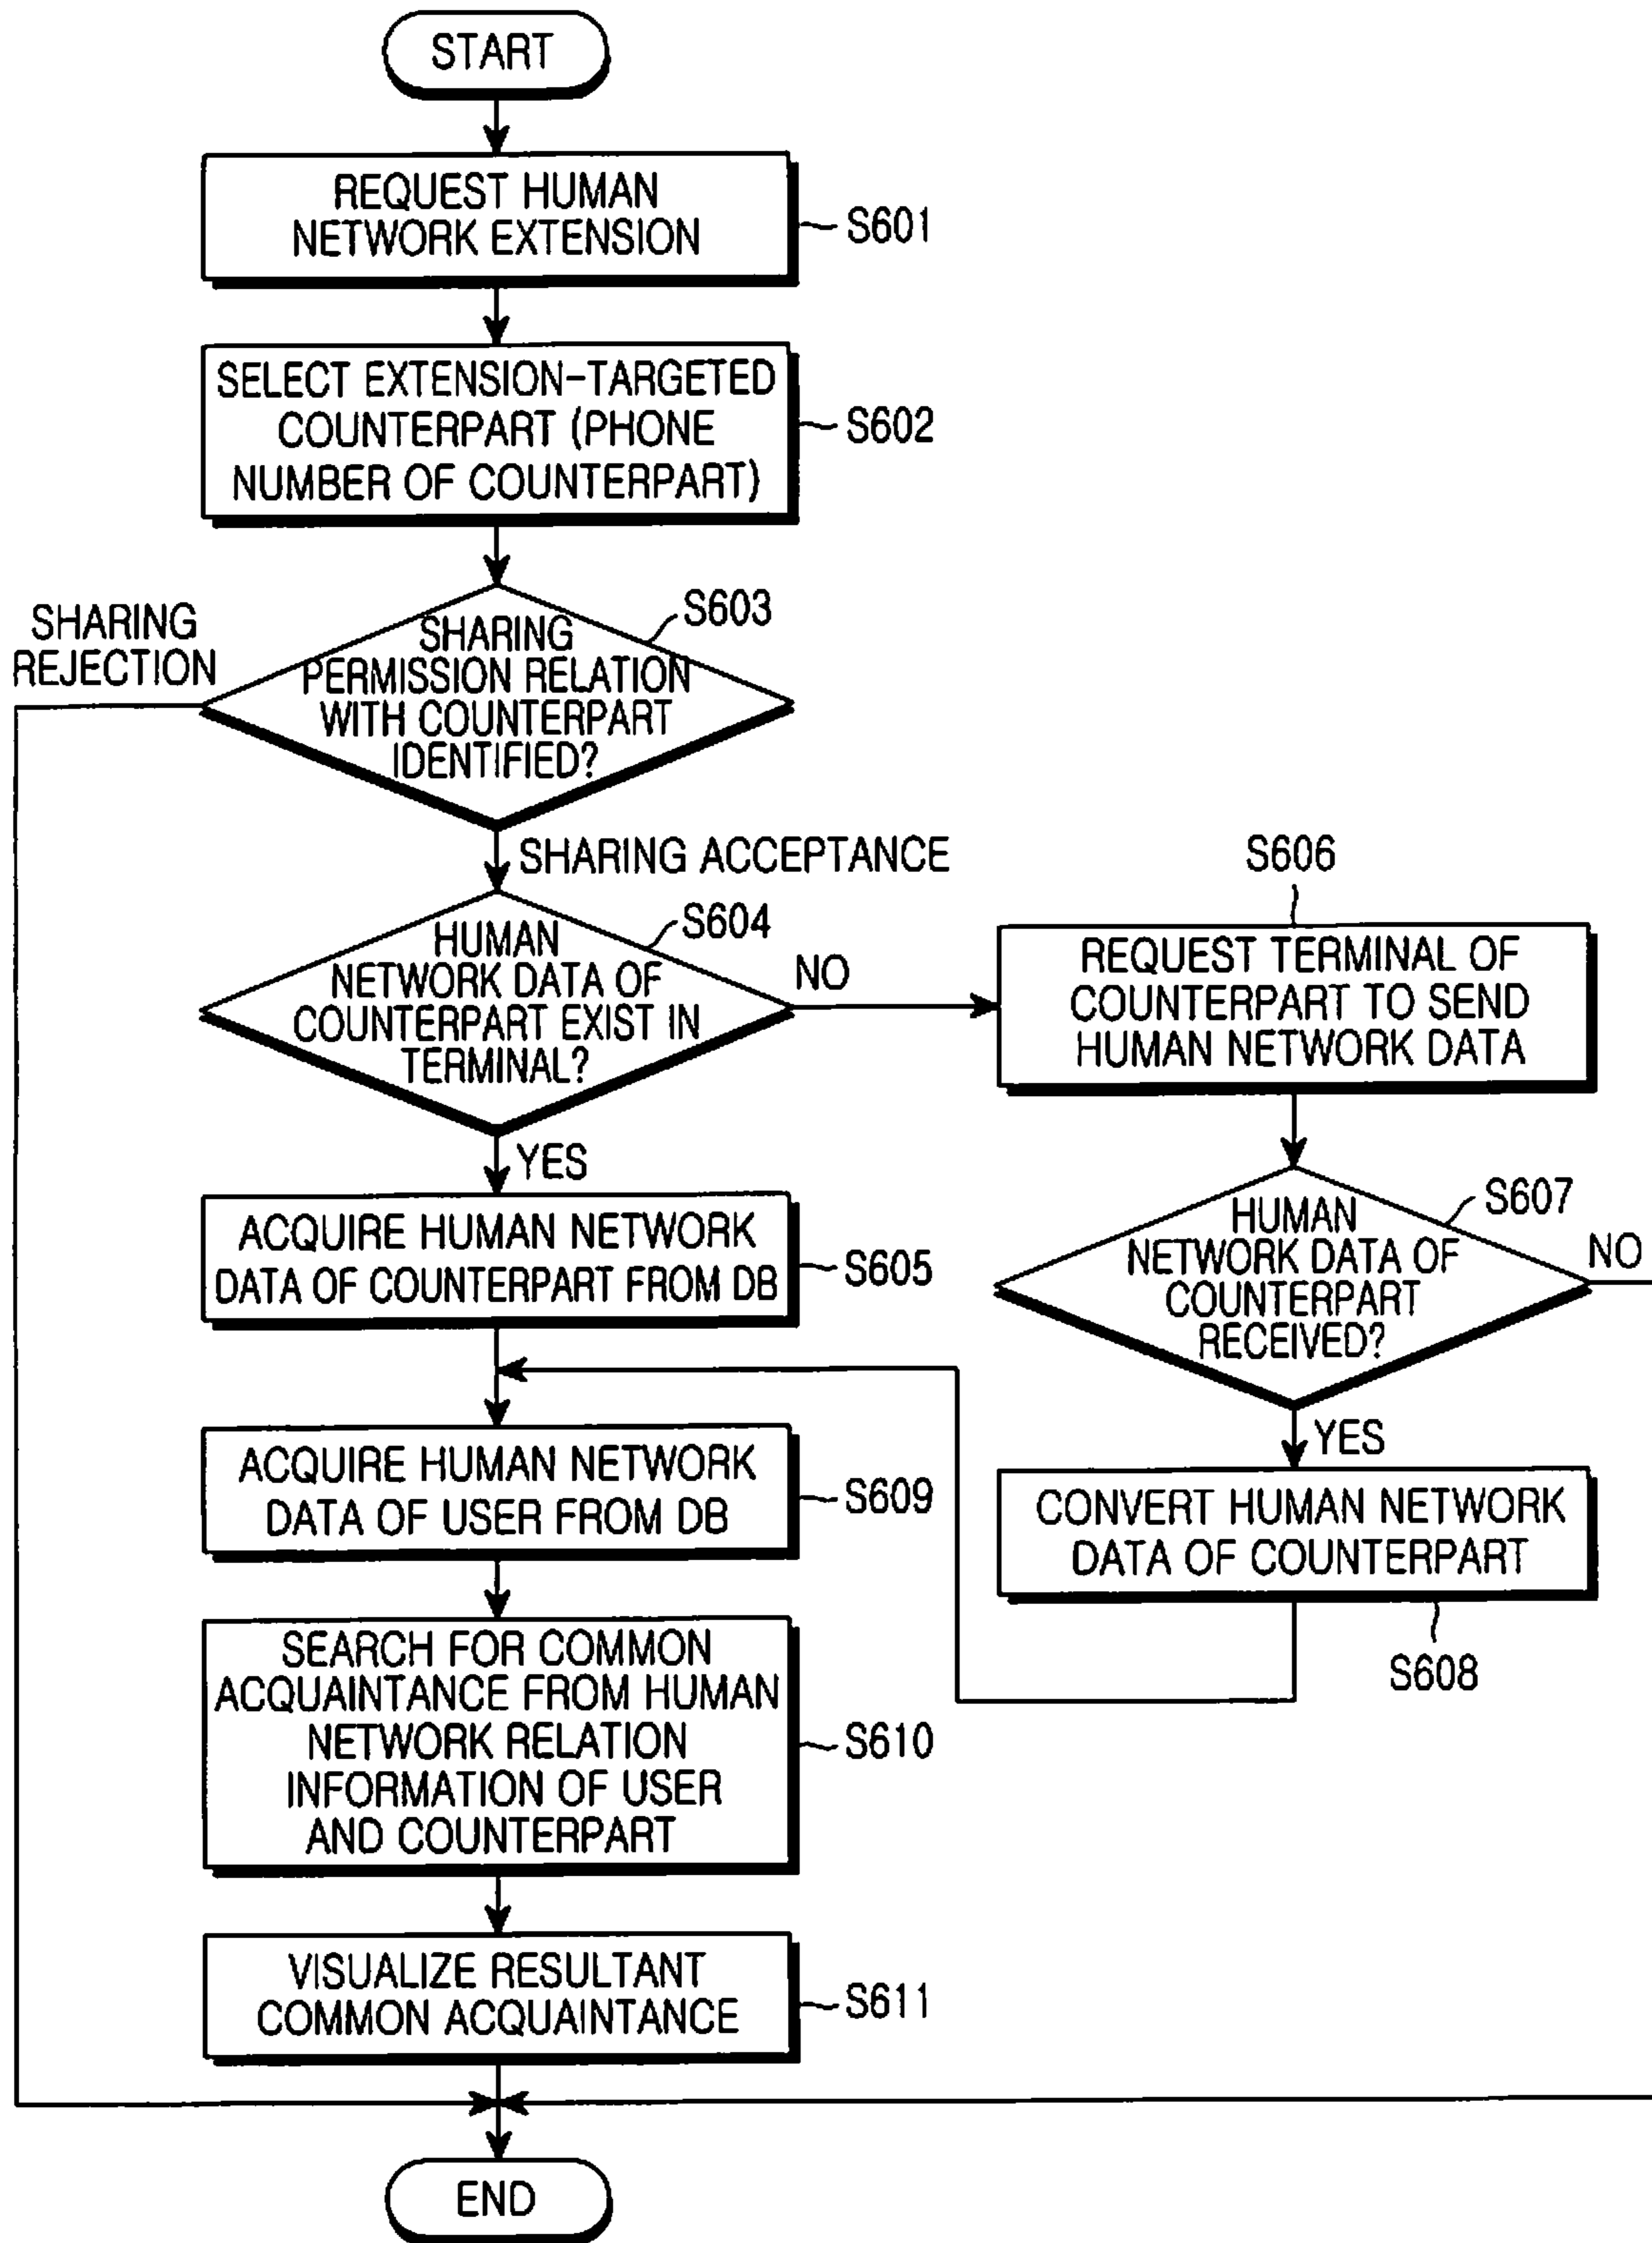 START
REQUEST HUMAN
NETWORK EXTENSION
S601
SELECT EXTENSION-TARGETED
COUNTERPART (PHONE
NUMBER OF COUNTERPART)
S602
SHARING
REJECTION
SHARING
PERMISSION RELATION
WITH COUNTERPART
IDENTIFIED?
S603
SHARING ACCEPTANCE
HUMAN
NETWORK DATA OF
COUNTERPART EXIST IN
TERMINAL?
S604
NO
S606
REQUEST TERMINAL OF
COUNTERPART TO SEND
HUMAN NETWORK DATA
YES
ACQUIRE HUMAN NETWORK
DATA OF COUNTERPART FROM DB
S605
HUMAN
NETWORK DATA OF
COUNTERPART
RECEIVED?
S607
NO
YES
ACQUIRE HUMAN NETWORK
DATA OF USER FROM DB
S609
CONVERT HUMAN NETWORK
DATA OF COUNTERPART
S608
SEARCH FOR COMMON
ACQUAINTANCE FROM HUMAN
NETWORK RELATION
INFORMATION OF USER
AND COUNTERPART
S610
VISUALIZE RESULTANT
COMMON ACQUAINTANCE
S611
END